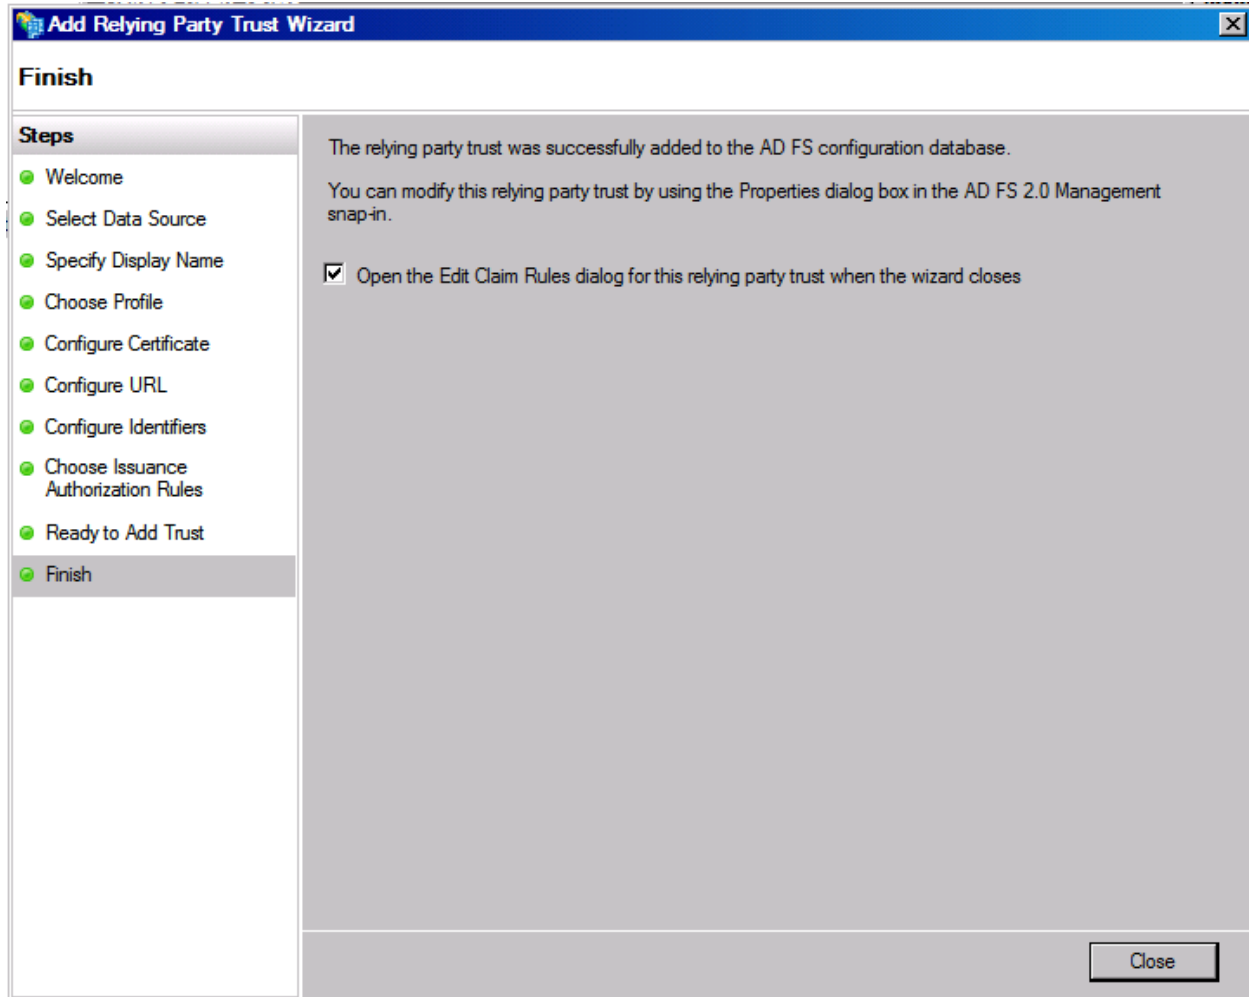 Add Relying Party Trust Wizard
Finish
Steps
Welcome
Select Data Source
Specify Display Name
Choose Profile
Configure Certificate
Configure URL
Configure Identifiers
Choose Issuance
Authorization Rules
Ready to Add Trust
Finish
The relying party trust was successfully added to the AD FS configuration database.
You can modify this relying party trust by using the Properties dialog box in the AD FS 2.0 Management
snap-in.
Open the Edit Claim Rules dialog for this relying party trust when the wizard closes
Close